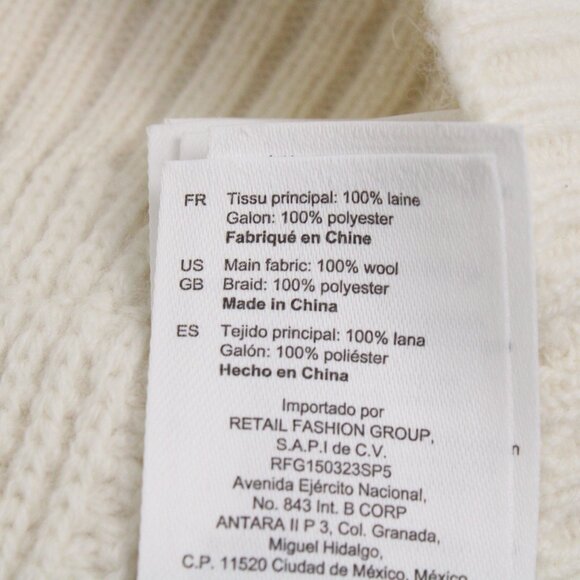 FR Tissu principal: 100% laine
Galon: 100% polyester
Fabriqué en Chine
US Main fabric: 100% wool
GB Braid: 100% polyester
Made in China
ES Tejido principal: 100% lana
Galón: 100% poliéster
Hecho en China
Importado por
RETAIL FASHION GROUP,
S.A.P.I de C.V.
RFG150323SP5
Avenida Ejército Nacional,
No. 843 Int. B CORP
ANTARA II P 3, Col. Granada,
Miguel Hidalgo,
C.P. 11520 Ciudad de México, México